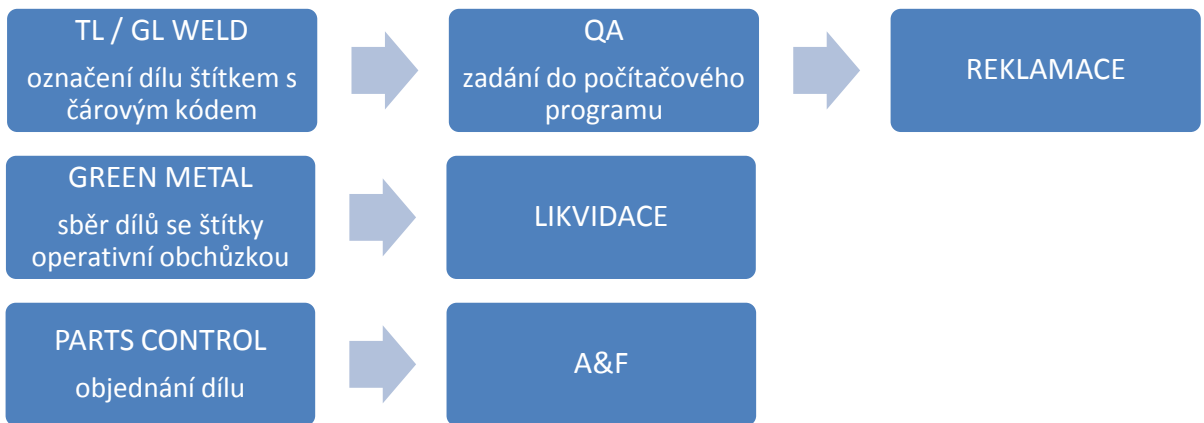 TL / GL WELD
označení dílu štítkem s
čárovým kódem
QA
zadání do počítačového
programu
REKLAMACE
GREEN METAL
sběr dílů se štítky
operativní obchůzkou
LIKVIDACE
PARTS CONTROL
objednání dílu
A&F